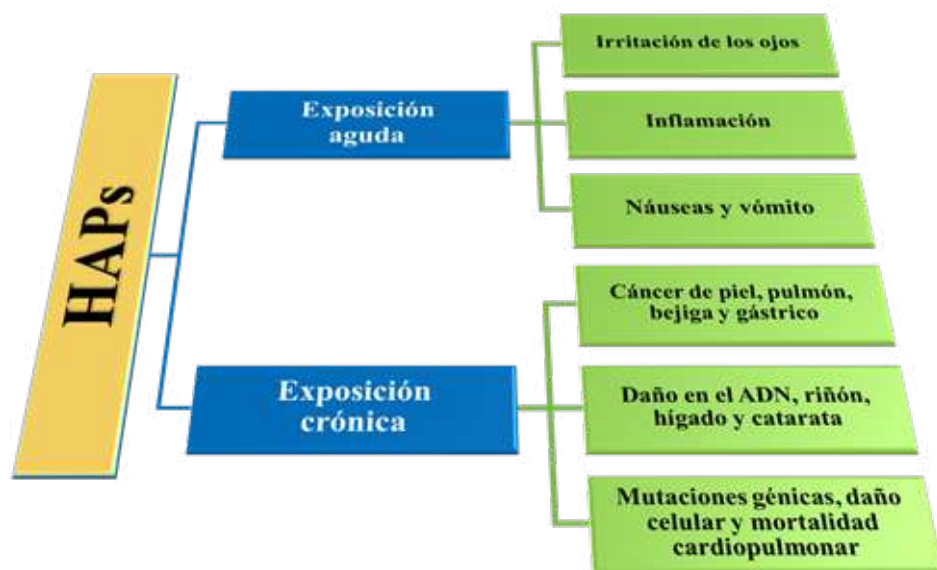 HAPs
Exposición
aguda
Irritación de los ojos
Inflamación
Náuseas y vómito
Exposición
crónica
Cáncer de piel, pulmón,
bejiga y gástrico
Daño en el ADN, riñón,
hígado y catarata
Mutaciones génicas, daño
celular y mortalidad
cardiopulmonar